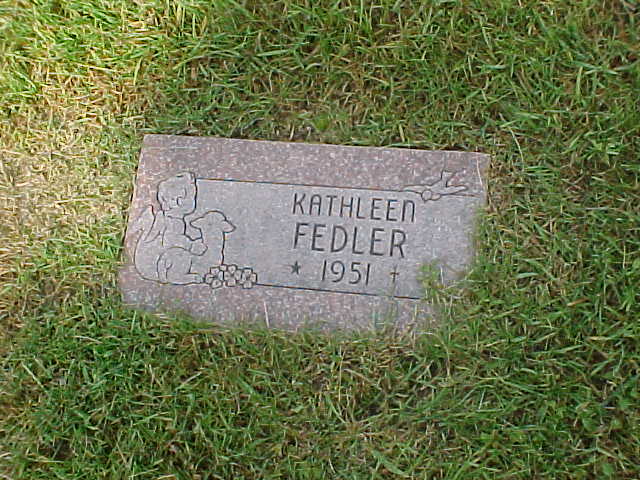 KATHLEEN
FEDLER
* 1951 †